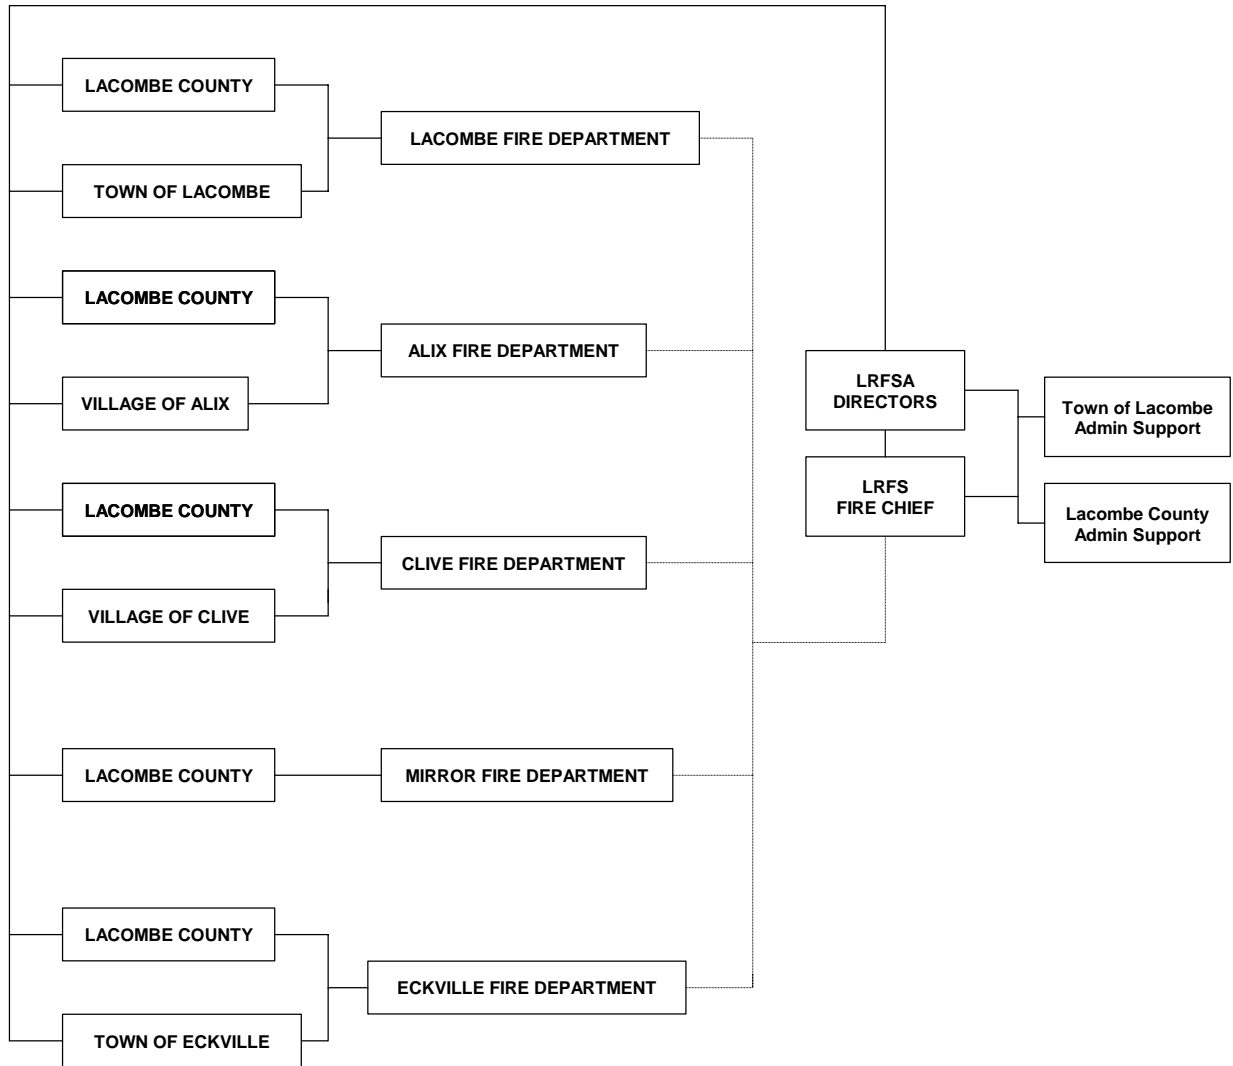 LACOMBE COUNTY
LACOMBE FIRE DEPARTMENT
TOWN OF LACOMBE
LACOMBE COUNTY
ALIX FIRE DEPARTMENT
VILLAGE OF ALIX
LRFSA
DIRECTORS
Town of Lacombe
Admin Support
LRFS
FIRE CHIEF
Lacombe County
Admin Support
LACOMBE COUNTY
CLIVE FIRE DEPARTMENT
VILLAGE OF CLIVE
LACOMBE COUNTY
MIRROR FIRE DEPARTMENT
LACOMBE COUNTY
ECKVILLE FIRE DEPARTMENT
TOWN OF ECKVILLE